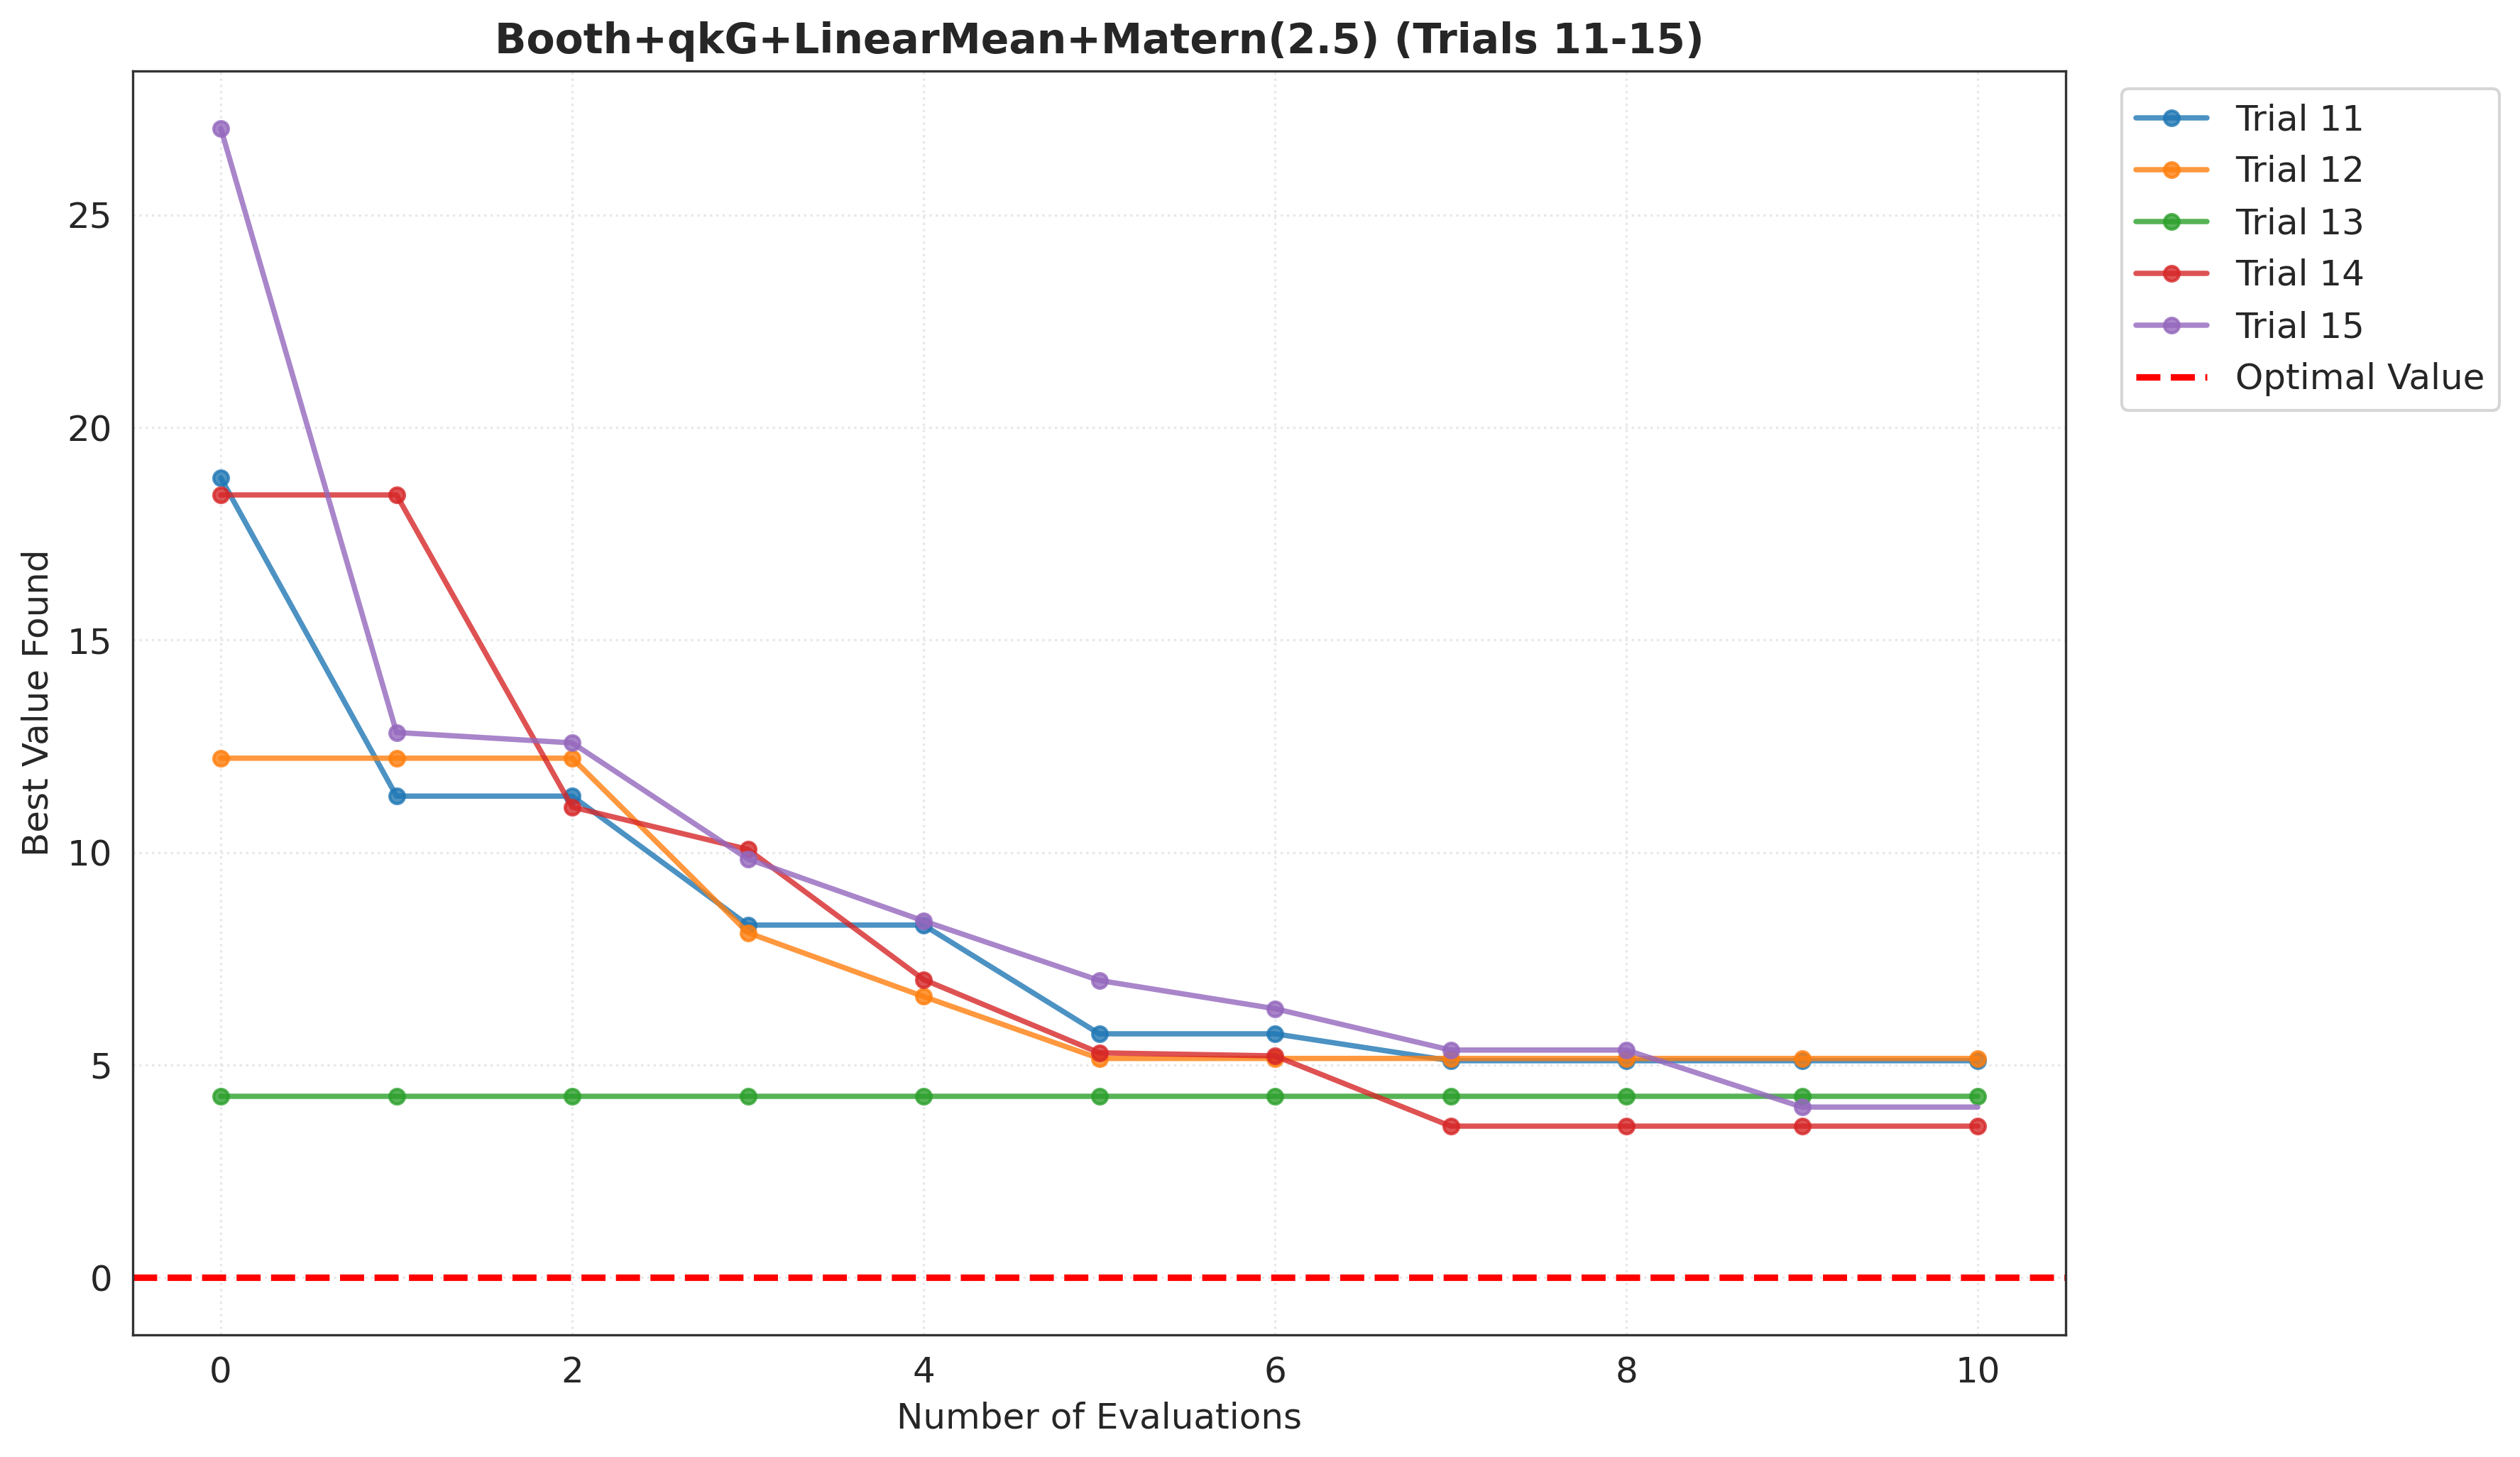 Booth+qkG+LinearMean+Matern(2.5) (Trials 11-15)
Best Value Found
25
20
15
10
5
0
0 2 4 6 8 10
Number of Evaluations
Trial 11
Trial 12
Trial 13
Trial 14
Trial 15
Optimal Value